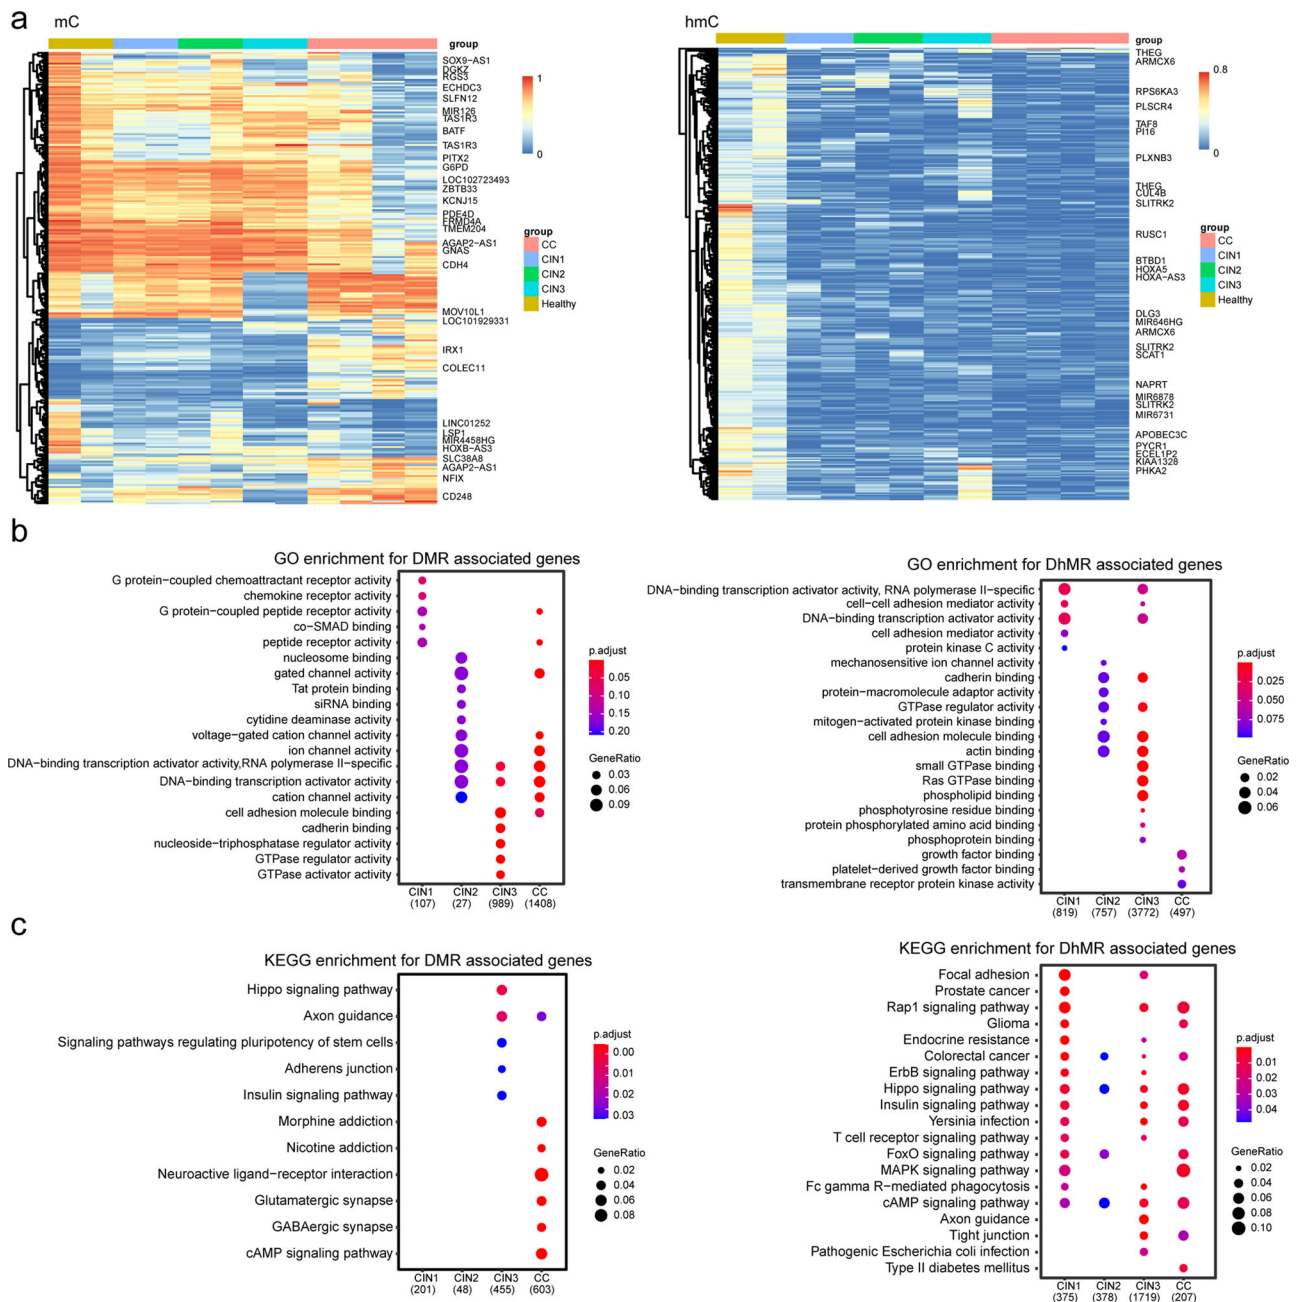 a
mC
group
SOX9-AS1
DGKZ
RGS3
ECHDC3
SLFN12
MIR126
TAS1R3
BATF
TAS1R3
PITX2
G6PD
LOC102723493
ZBTB33
KCNJ15
PDE4D
FRMD4A
TMEM204
AGAP2-AS1
GNAS
CDH4
MOV10L1
LOC101929331
IRX1
COLEC11
LINC01252
LSP1
MIR4458HG
HOXB-AS3
SLC38A8
AGAP2-AS1
NFIX
CD248
1
0
group
CC
CIN1
CIN2
CIN3
Healthy
hmC
group
THEG
ARMCX6
RPS6KA3
PLSCR4
TAF8
PI16
PLXNB3
THEG
CUL4B
SLITRK2
RUSC1
BTBD1
HOXA5
HOXA-AS3
DLG3
MIR646HG
ARMCX6
SLITRK2
SCAT1
NAPRT
MIR6878
SLITRK2
MIR6731
APOBEC3C
PYCR1
ECEL1P2
KIAA1328
PHKA2
0.8
0
group
CC
CIN1
CIN2
CIN3
Healthy
b
GO enrichment for DMR associated genes
G protein-coupled chemoattractant receptor activity
chemokine receptor activity
G protein-coupled peptide receptor activity
co-SMAD binding
peptide receptor activity
nucleosome binding
gated channel activity
Tat protein binding
siRNA binding
cytidine deaminase activity
voltage-gated cation channel activity
ion channel activity
DNA-binding transcription activator activity,RNA polymerase II-specific
DNA-binding transcription activator activity
cation channel activity
cell adhesion molecule binding
cadherin binding
nucleoside-triphosphatase regulator activity
GTPase regulator activity
GTPase activator activity
CIN1 CIN2 CIN3 CC
(107) (27) (989) (1408)
p.adjust
0.05
0.10
0.15
0.20
GeneRatio
0.03
0.06
0.09
GO enrichment for DhMR associated genes
DNA-binding transcription activator activity, RNA polymerase II-specific
cell-cell adhesion mediator activity
DNA-binding transcription activator activity
cell adhesion mediator activity
protein kinase C activity
mechanosensitive ion channel activity
cadherin binding
protein-macromolecule adaptor activity
GTPase regulator activity
mitogen-activated protein kinase binding
cell adhesion molecule binding
actin binding
small GTPase binding
Ras GTPase binding
phospholipid binding
phosphotyrosine residue binding
protein phosphorylated amino acid binding
phosphoprotein binding
growth factor binding
platelet-derived growth factor binding
transmembrane receptor protein kinase activity
CIN1 CIN2 CIN3 CC
(819) (757) (3772) (497)
p.adjust
0.025
0.050
0.075
GeneRatio
0.02
0.04
0.06
c
KEGG enrichment for DMR associated genes
Hippo signaling pathway
Axon guidance
Signaling pathways regulating pluripotency of stem cells
Adherens junction
Insulin signaling pathway
Morphine addiction
Nicotine addiction
Neuroactive ligand-receptor interaction
Glutamatergic synapse
GABAergic synapse
cAMP signaling pathway
CIN1 CIN2 CIN3 CC
(201) (48) (455) (603)
p.adjust
0.00
0.01
0.02
0.03
GeneRatio
0.02
0.04
0.06
0.08
KEGG enrichment for DhMR associated genes
Focal adhesion
Prostate cancer
Rap1 signaling pathway
Glioma
Endocrine resistance
Colorectal cancer
ErbB signaling pathway
Hippo signaling pathway
Insulin signaling pathway
Yersinia infection
T cell receptor signaling pathway
FoxO signaling pathway
MAPK signaling pathway
Fc gamma R-mediated phagocytosis
cAMP signaling pathway
Axon guidance
Tight junction
Pathogenic Escherichia coli infection
Type II diabetes mellitus
CIN1 CIN2 CIN3 CC
(375) (378) (1719) (207)
p.adjust
0.01
0.02
0.03
0.04
GeneRatio
0.02
0.04
0.06
0.08
0.10